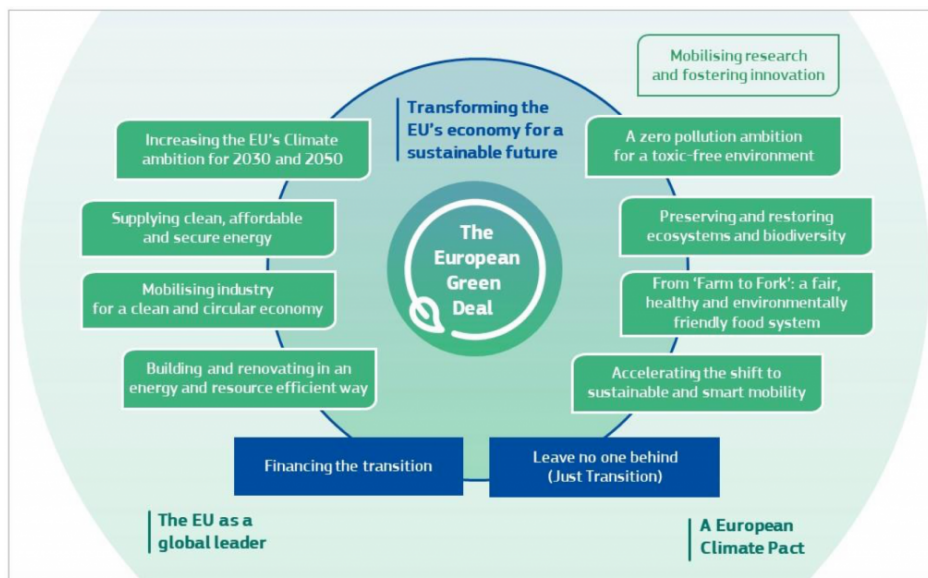 Mobilising research
and fostering innovation
Transforming the
EU's economy for a
sustainable future
Increasing the EU's Climate
ambition for 2030 and 2050
A zero pollution ambition
for a toxic-free environment
Supplying clean, affordable
and secure energy
Preserving and restoring
ecosystems and biodiversity
The
European
Green
Deal
Mobilising industry
for a clean and circular economy
From 'Farm to Fork': a fair,
healthy and environmentally
friendly food system
Building and renovating in an
energy and resource efficient way
Accelerating the shift to
sustainable and smart mobility
Financing the transition
Leave no one behind
(Just Transition)
The EU as a
global leader
A European
Climate Pact